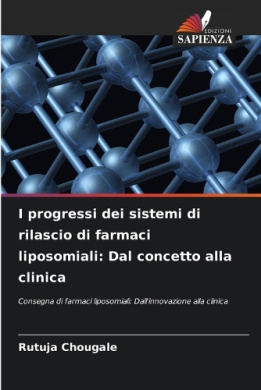 EDIZIONI
SAPIENZA
I progressi dei sistemi di
rilascio di farmaci
liposomiali: Dal concetto alla
clinica
Consegna di farmaci liposomiali: Dall'innovazione alla clinica
Rutuja Chougale